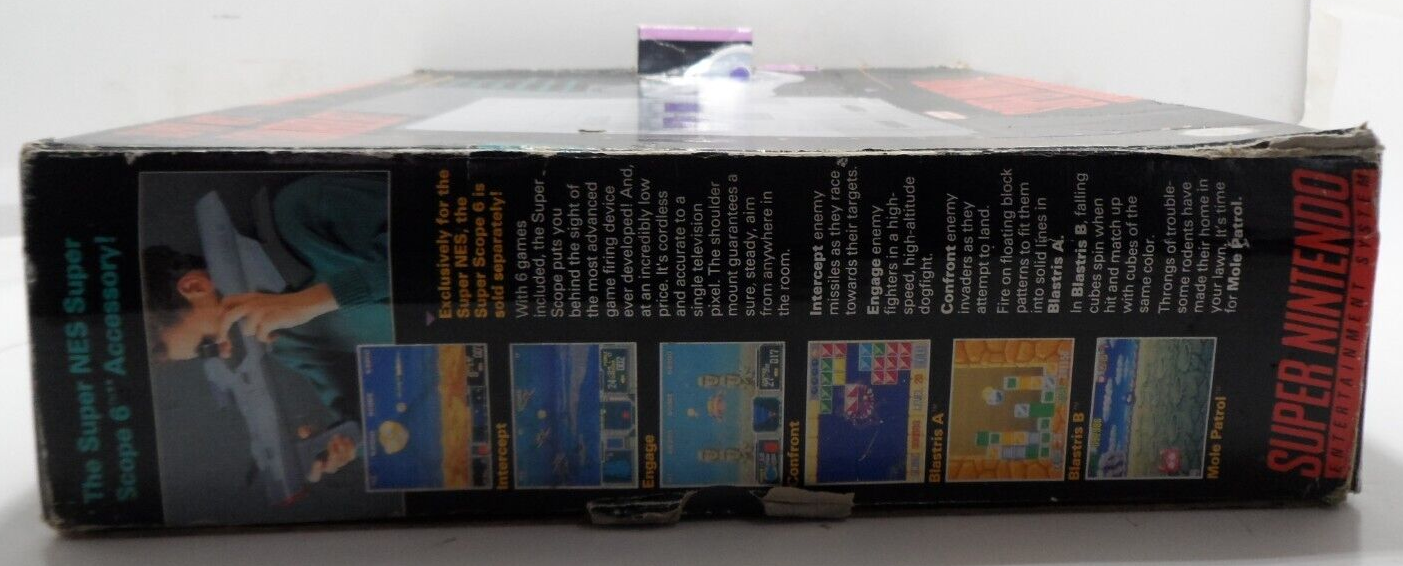 The Super NES Super
Scope 6™ Accessory!
Exclusively for the
Super NES, the
Super Scope 6 is
sold separately!
With 6 games
included, the Super
Scope puts you
behind the sight of
the most advanced
game firing device
ever developed! And,
at an incredibly low
price. It's cordless
and accurate to a
single television
pixel. The shoulder
mount guarantees a
sure, steady, aim
from anywhere in
the room.
Intercept enemy
missiles as they race
towards their targets.
Engage enemy
fighters in a high-
speed, high-altitude
dogfight.
Confront enemy
invaders as they
attempt to land.
Fire on floating block
patterns to fit them
into solid lines in
Blastris A.
In Blastris B, falling
cubes spin when
hit and match up
with cubes of the
same color.
Throngs of trouble-
some rodents have
made their home in
your lawn. It's time
for Mole Patrol.
Intercept
Engage
Confront
Blastris A™
Blastris B™
Mole Patrol™
SUPER NINTENDO
ENTERTAINMENT SYSTEM